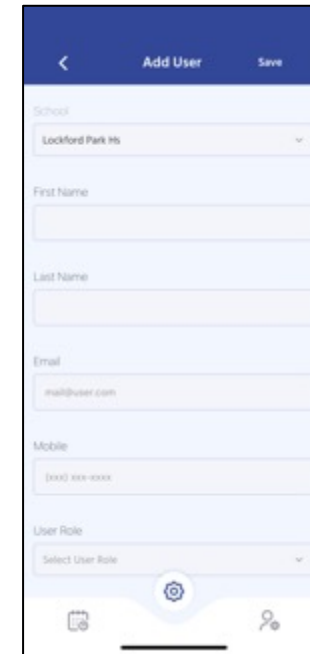 Add User
Save
School
Lockford Park Hs
First Name
Last Name
Email
mail@user.com
Mobile
(xxx) xxx-xxxx
User Role
Select User Role